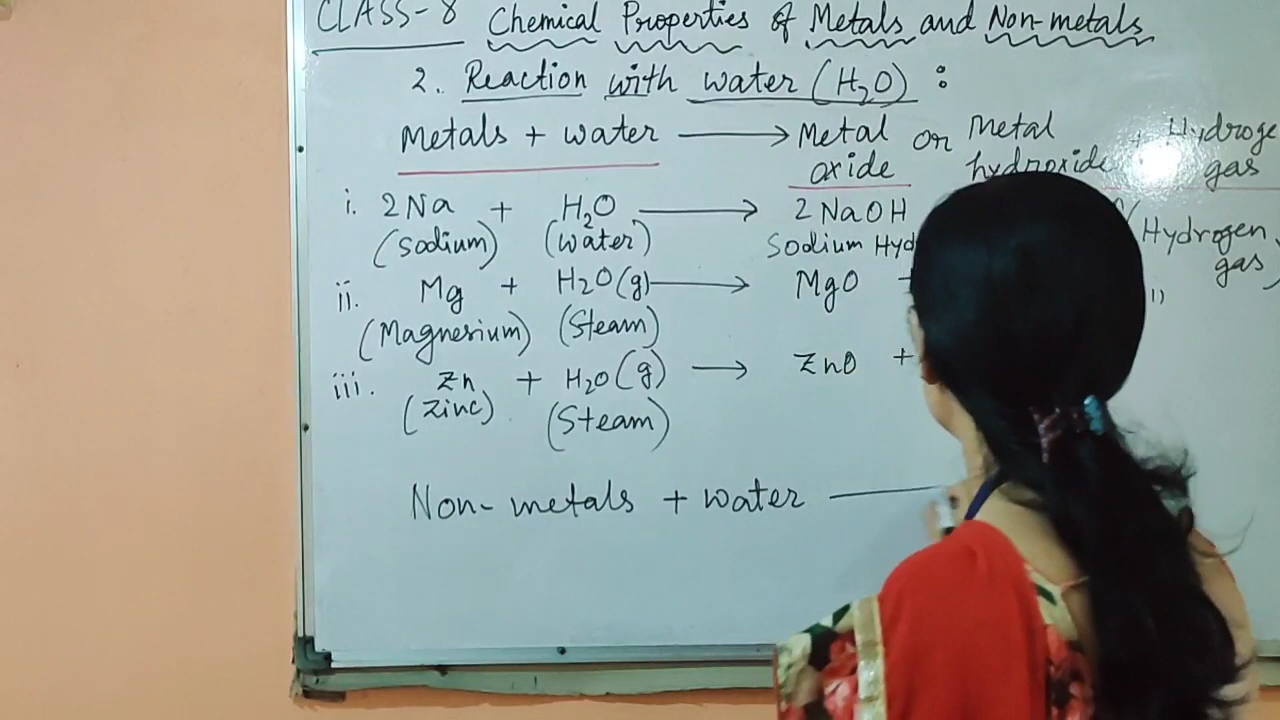 CLASS-8 Chemical Properties of Metals and Non-metals
2. Reaction with water (H2O) :
Metals + water ⟶ Metal oxide or Metal hydroxide + gas
i. 2Na + H2O ⟶ 2NaOH
(Sodium) (water) Sodium (Hydrogen gas)
ii. Mg + H2O(g) ⟶ MgO +
(Magnesium) (Steam)
iii. Zn + H2O(g) ⟶ ZnO +
(Zinc) (Steam)
Non-metals + water